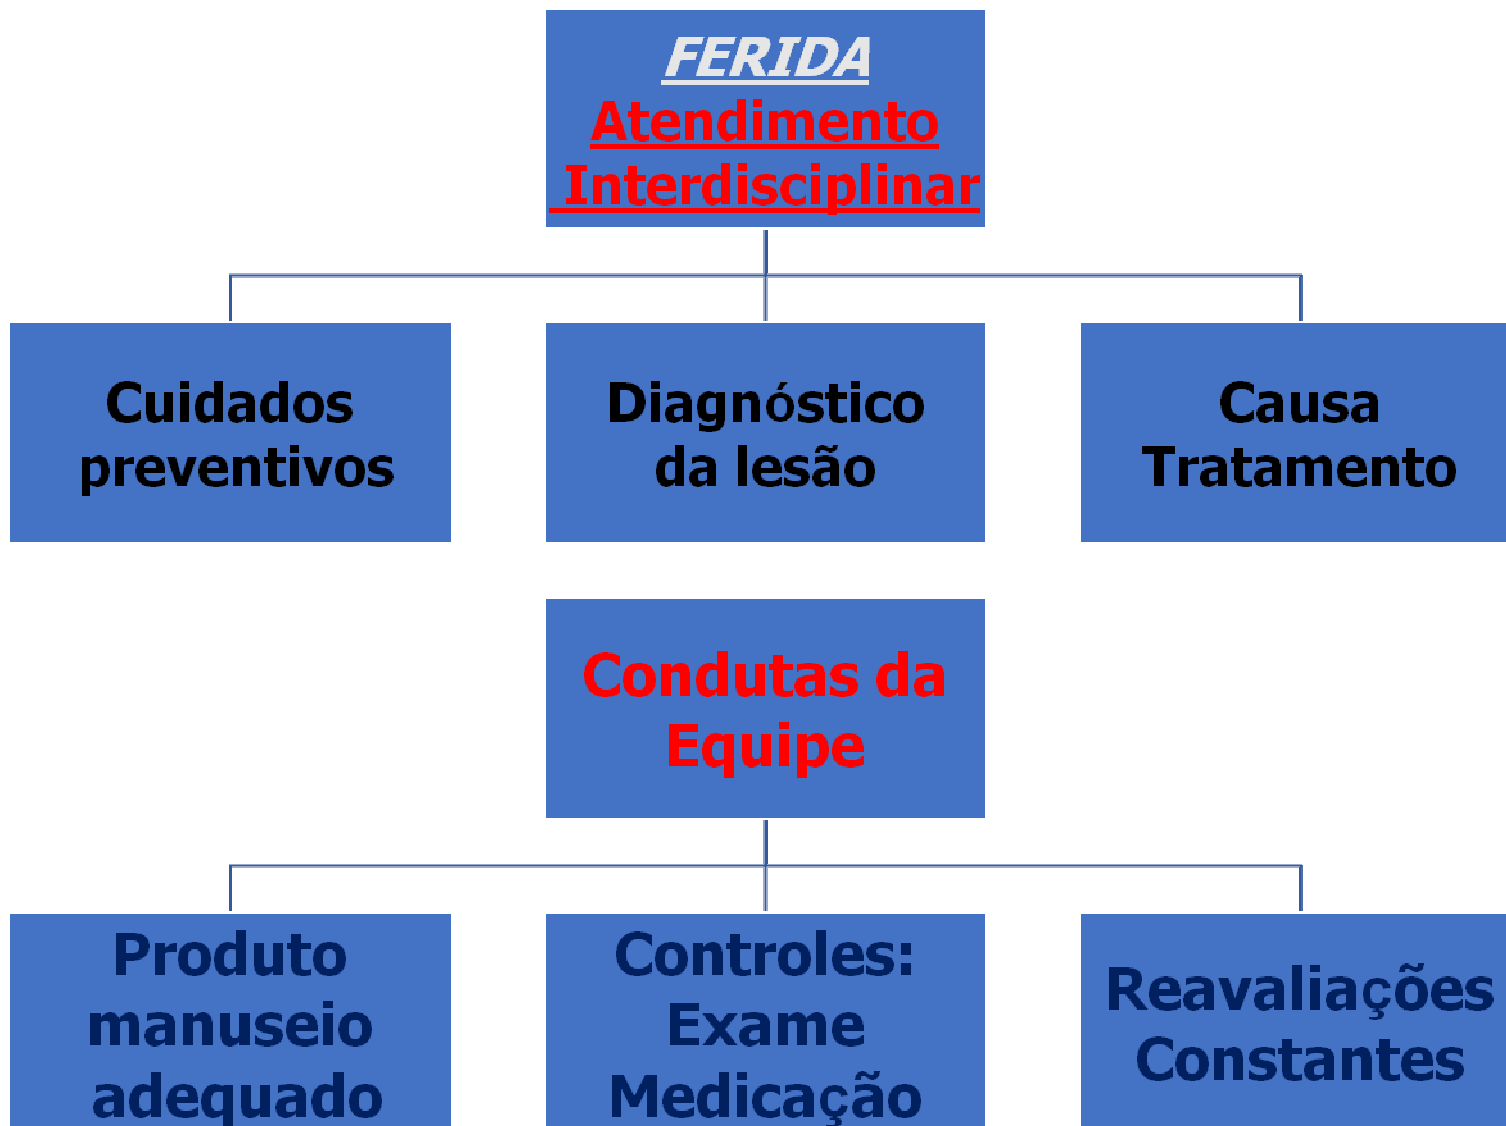 FERIDA
Atendimento
Interdisciplinar
Cuidados
preventivos
Diagnóstico
da lesão
Causa
Tratamento
Condutas da
Equipe
Produto
manuseio
adequado
Controles:
Exame
Medicação
Reavaliações
Constantes